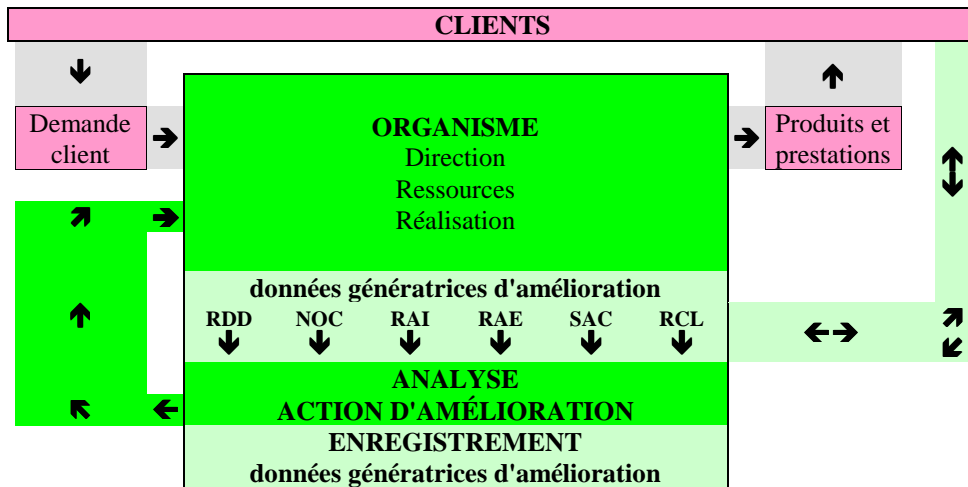 CLIENTS
Demande
client
ORGANISME
Direction
Ressources
Réalisation
Produits et
prestations
données génératrices d'amélioration
RDD NOC RAI RAE SAC RCL
ANALYSE
ACTION D'AMÉLIORATION
ENREGISTREMENT
données génératrices d'amélioration